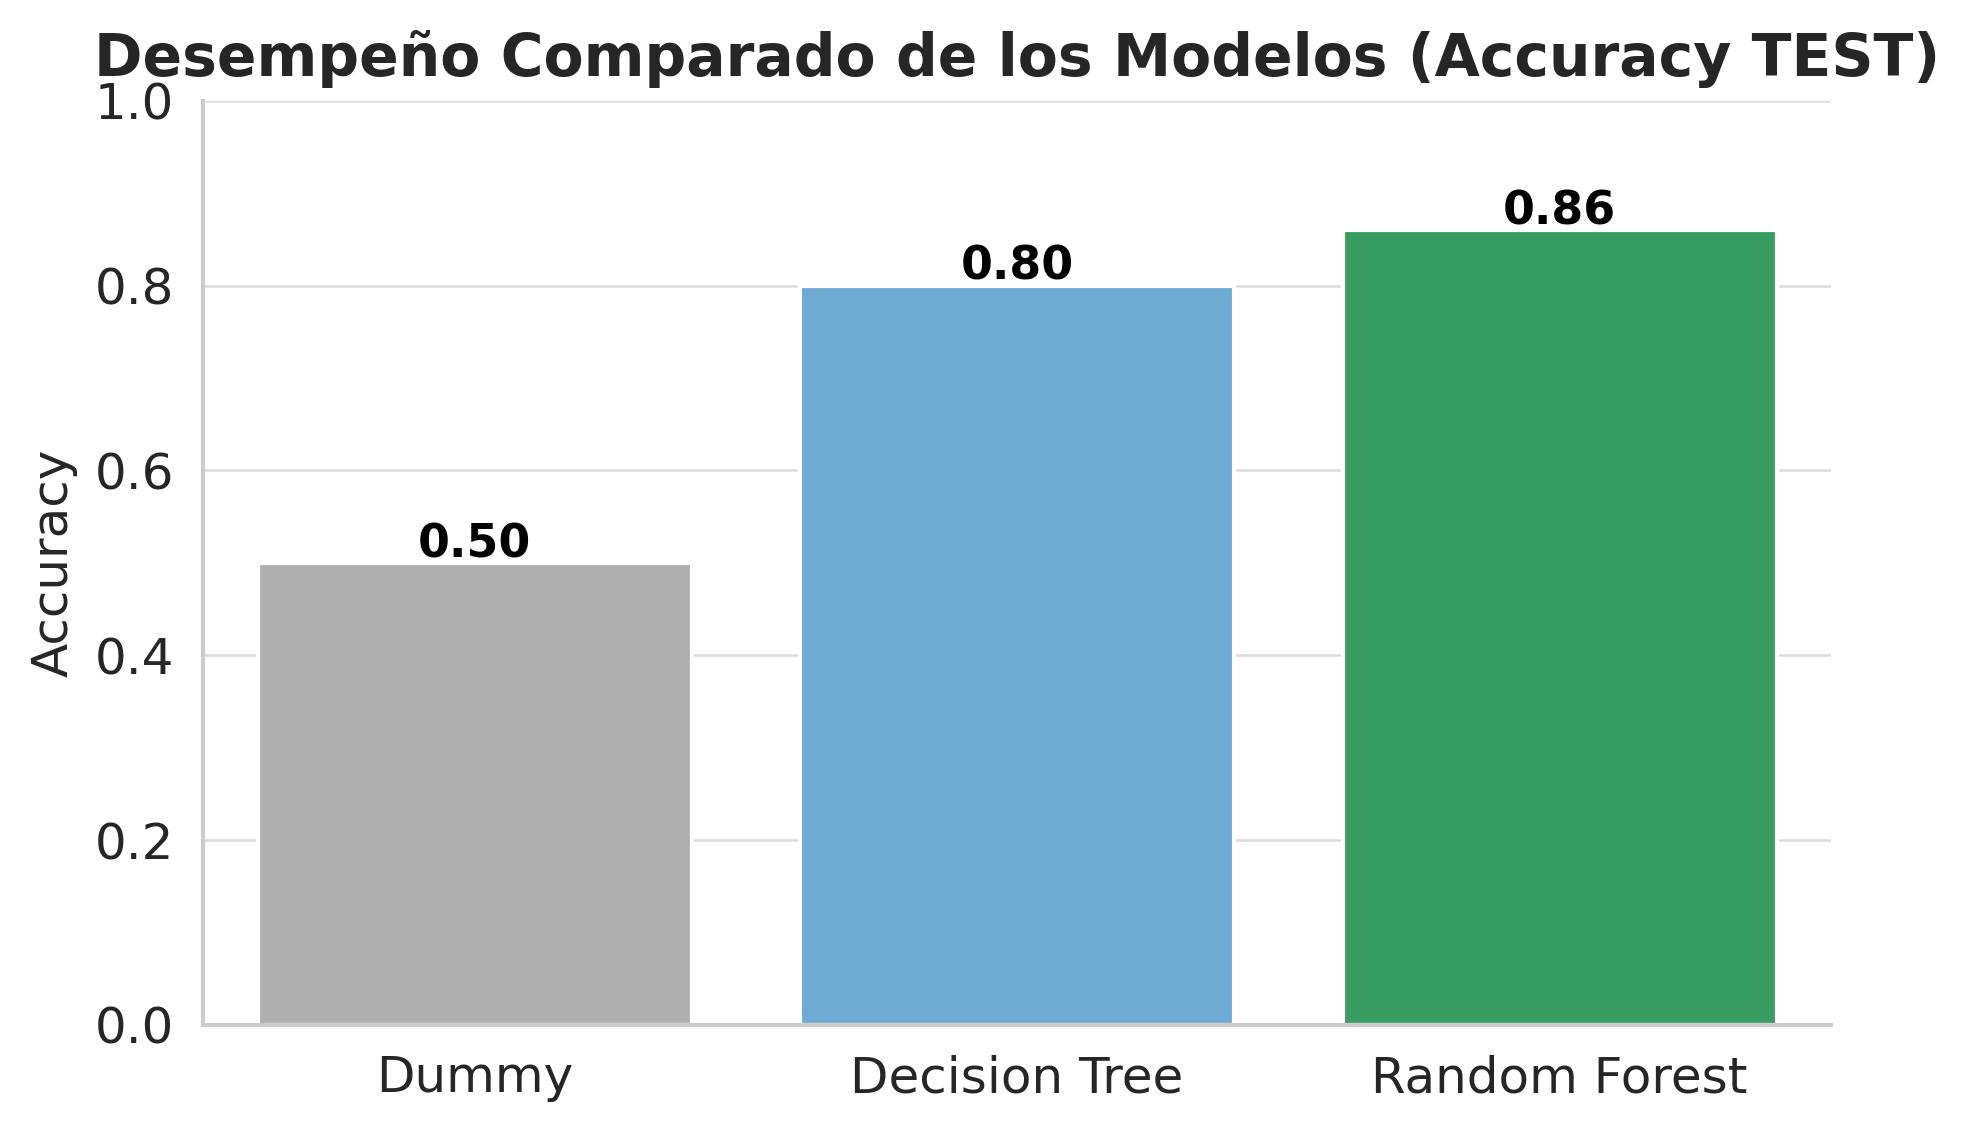 Desempeño Comparado de los Modelos (Accuracy TEST)
1.0
0.8
0.6
0.4
0.2
0.0
Accuracy
0.50
0.80
0.86
Dummy
Decision Tree
Random Forest